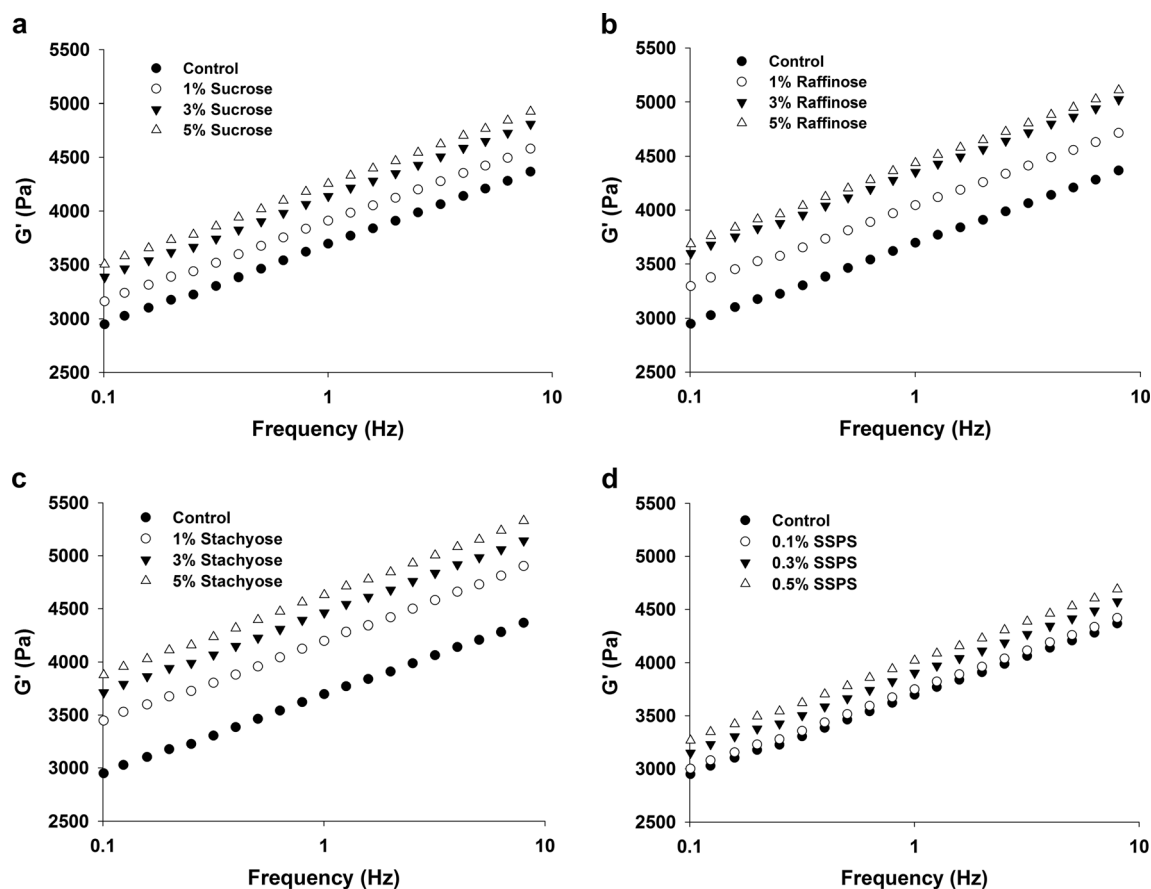 a
5500
5000
4500
4000
3500
3000
2500
G' (Pa)
Control
1% Sucrose
3% Sucrose
5% Sucrose
0.1
1
10
Frequency (Hz)
b
5500
5000
4500
4000
3500
3000
2500
G' (Pa)
Control
1% Raffinose
3% Raffinose
5% Raffinose
0.1
1
10
Frequency (Hz)
c
5500
5000
4500
4000
3500
3000
2500
G' (Pa)
Control
1% Stachyose
3% Stachyose
5% Stachyose
0.1
1
10
Frequency (Hz)
d
5500
5000
4500
4000
3500
3000
2500
G' (Pa)
Control
0.1% SSPS
0.3% SSPS
0.5% SSPS
0.1
1
10
Frequency (Hz)